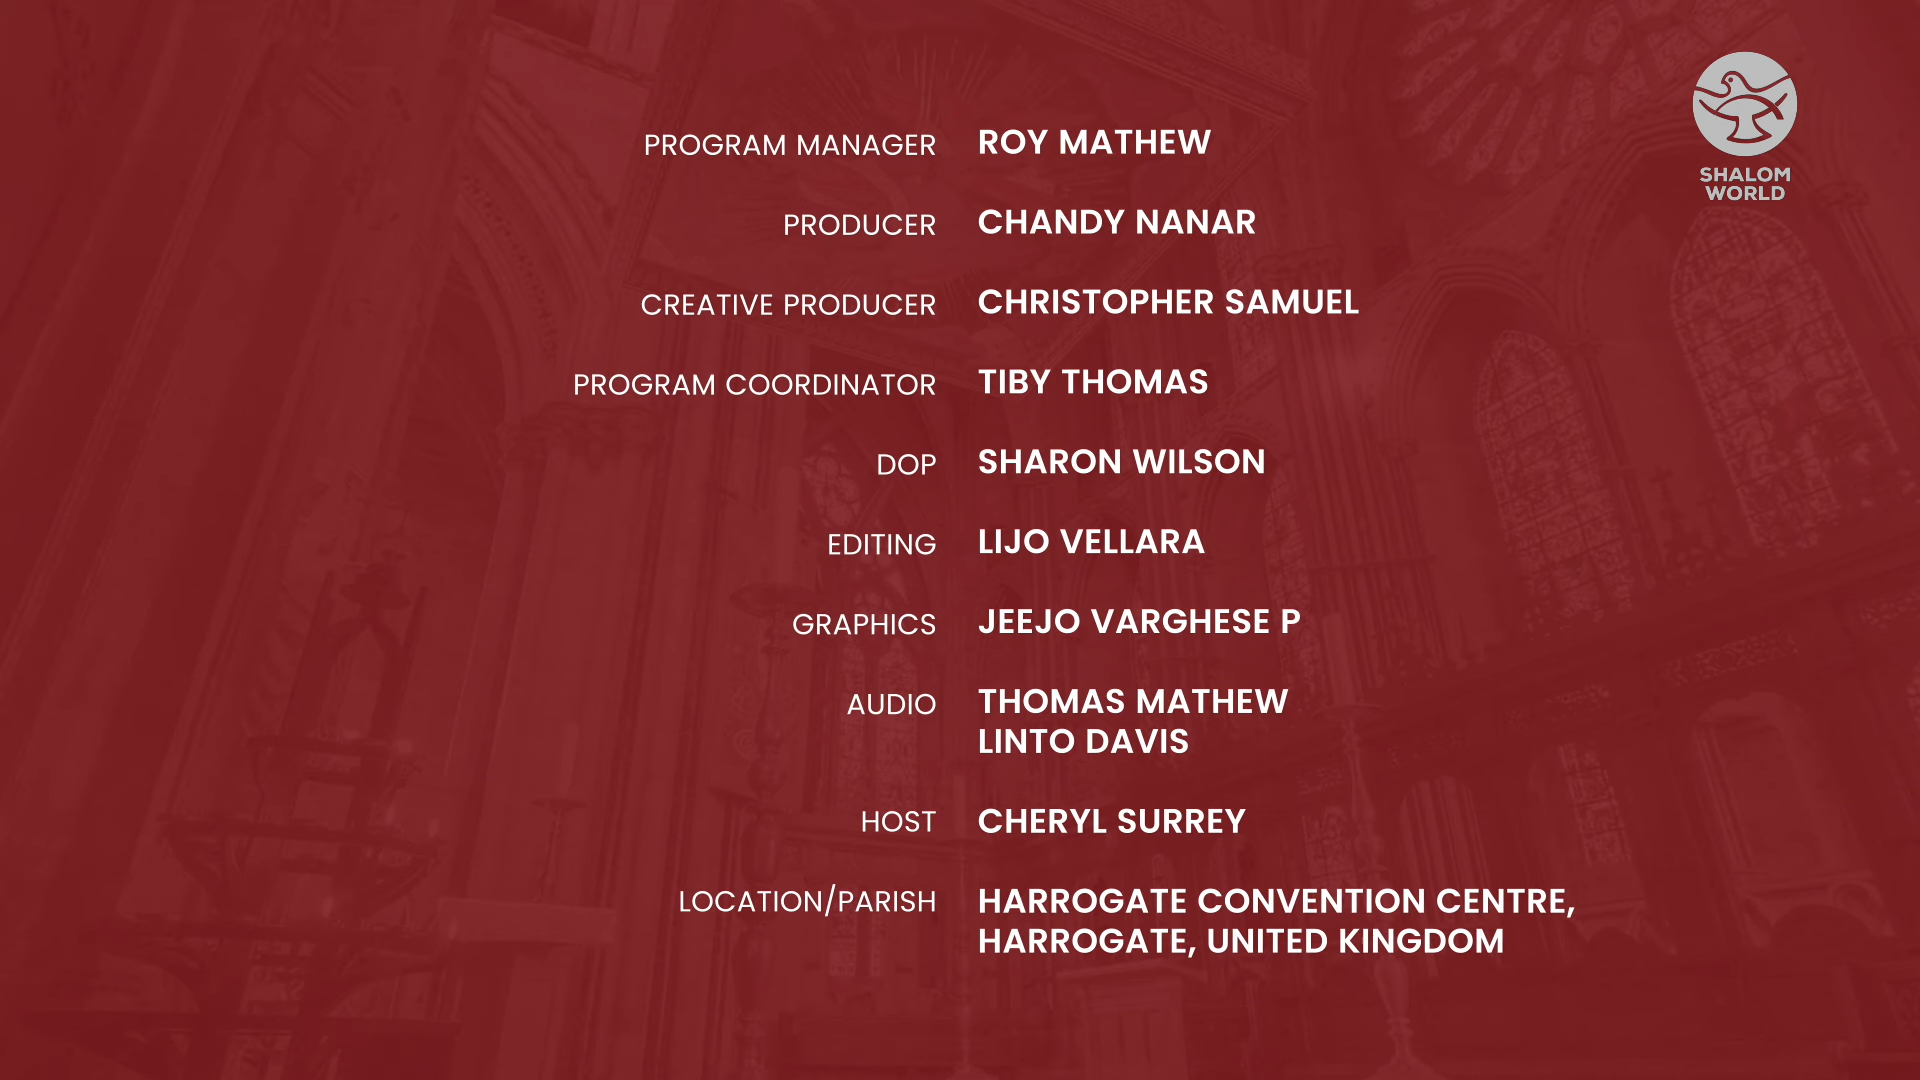 SHALOM
WORLD
PROGRAM MANAGER ROY MATHEW
PRODUCER CHANDY NANAR
CREATIVE PRODUCER CHRISTOPHER SAMUEL
PROGRAM COORDINATOR TIBY THOMAS
DOP SHARON WILSON
EDITING LIJO VELLARA
GRAPHICS JEEJO VARGHESE P
AUDIO THOMAS MATHEW
LINTO DAVIS
HOST CHERYL SURREY
LOCATION/PARISH HARROGATE CONVENTION CENTRE,
HARROGATE, UNITED KINGDOM